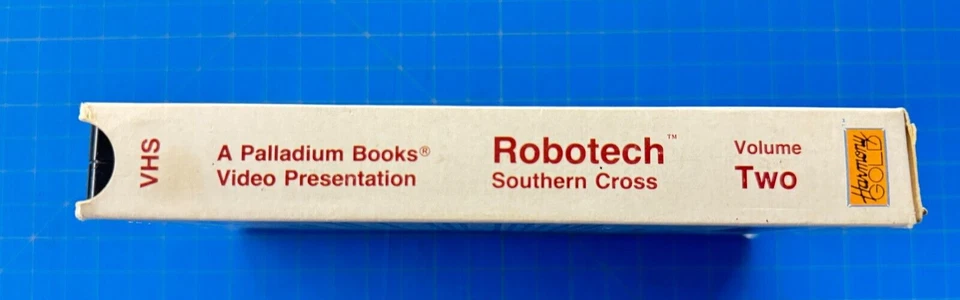 VHS
A Palladium Books®
Video Presentation
Robotech™
Southern Cross
Volume
Two
Harmony
GOLD